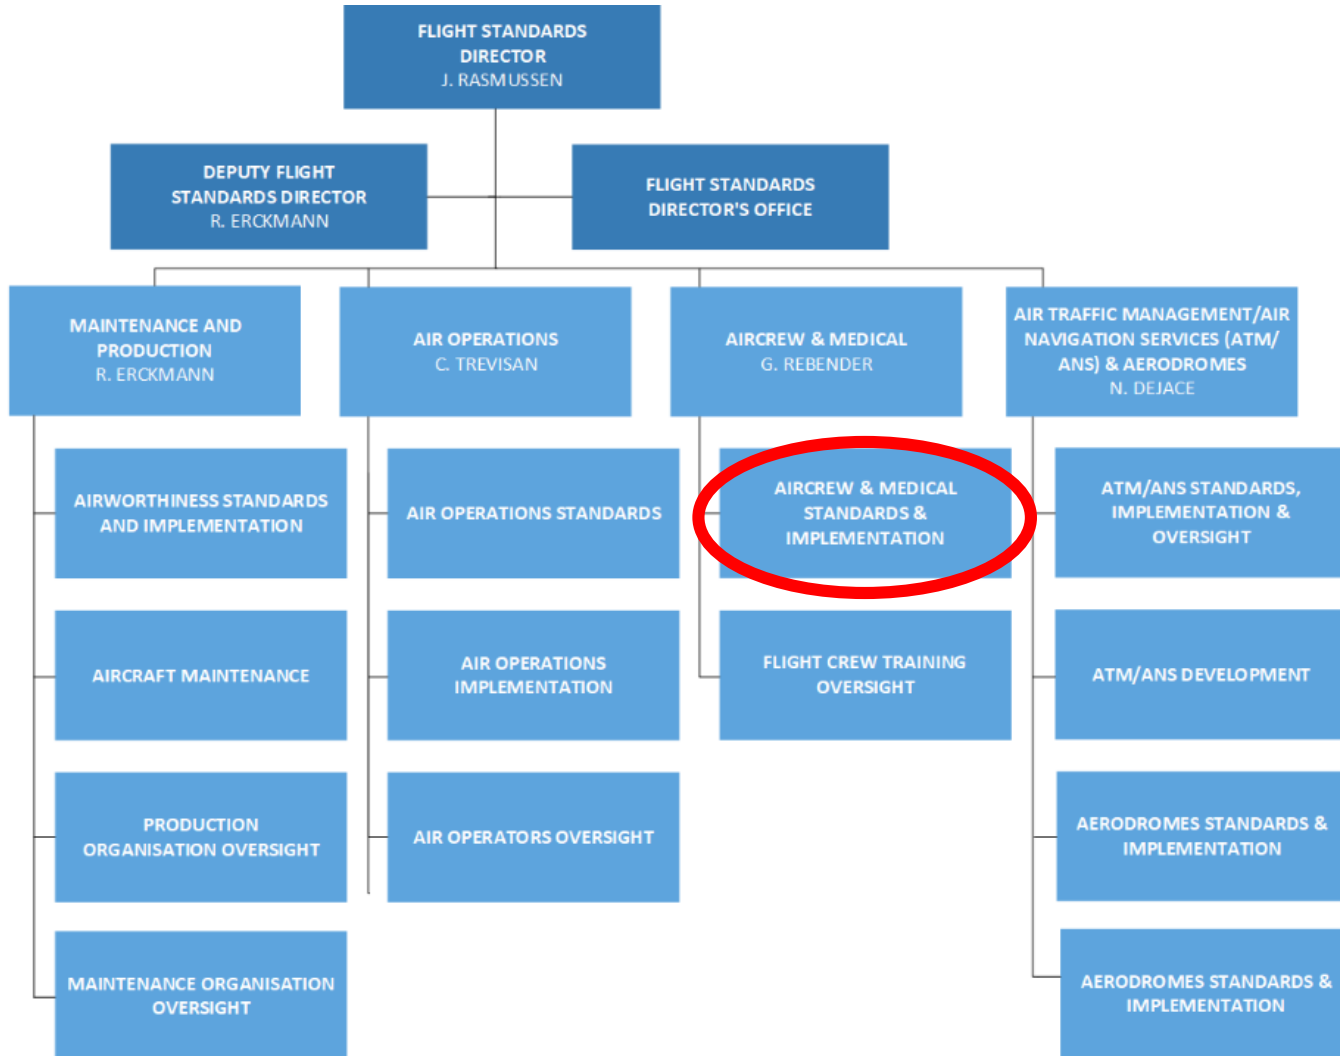 FLIGHT STANDARDS
DIRECTOR
J. RASMUSSEN
DEPUTY FLIGHT
STANDARDS DIRECTOR
R. ERCKMANN
FLIGHT STANDARDS
DIRECTOR'S OFFICE
MAINTENANCE AND
PRODUCTION
R. ERCKMANN
AIR OPERATIONS
C. TREVISAN
AIRCREW & MEDICAL
G. REBENDER
AIR TRAFFIC MANAGEMENT/AIR
NAVIGATION SERVICES (ATM/
ANS) & AERODROMES
N. DEJACE
AIRWORTHINESS STANDARDS
AND IMPLEMENTATION
AIR OPERATIONS STANDARDS
AIRCREW & MEDICAL
STANDARDS &
IMPLEMENTATION
ATM/ANS STANDARDS,
IMPLEMENTATION &
OVERSIGHT
AIRCRAFT MAINTENANCE
AIR OPERATIONS
IMPLEMENTATION
FLIGHT CREW TRAINING
OVERSIGHT
ATM/ANS DEVELOPMENT
PRODUCTION
ORGANISATION OVERSIGHT
AIR OPERATORS OVERSIGHT
AERODROMES STANDARDS &
IMPLEMENTATION
MAINTENANCE ORGANISATION
OVERSIGHT
AERODROMES STANDARDS &
IMPLEMENTATION